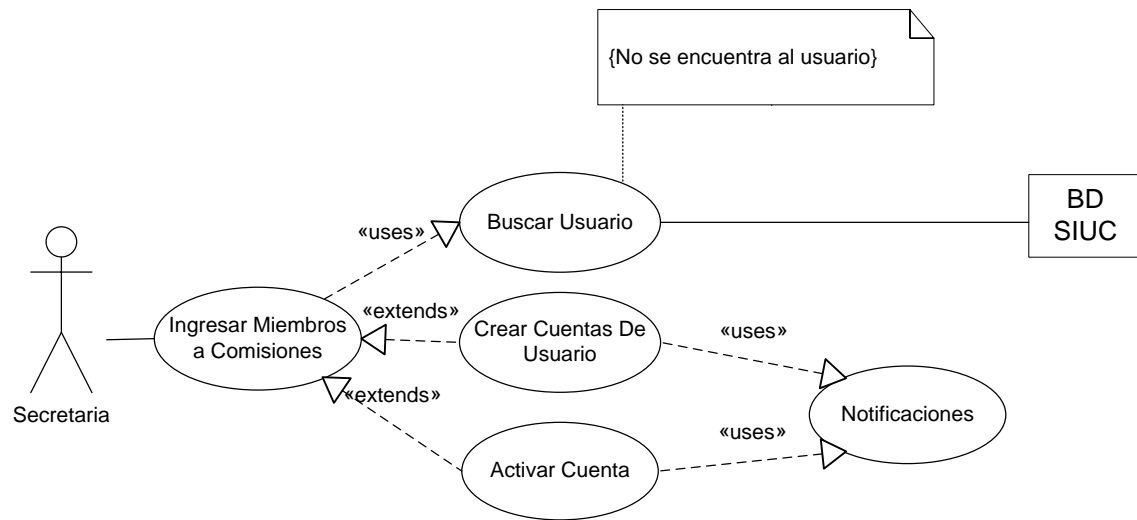 {No se encuentra al usuario}
BD
SIUC
Buscar Usuario
«uses»
«extends»
Ingresar Miembros
a Comisiones
Crear Cuentas De
Usuario
«uses»
«extends»
Secretaria
Notificaciones
«uses»
Activar Cuenta